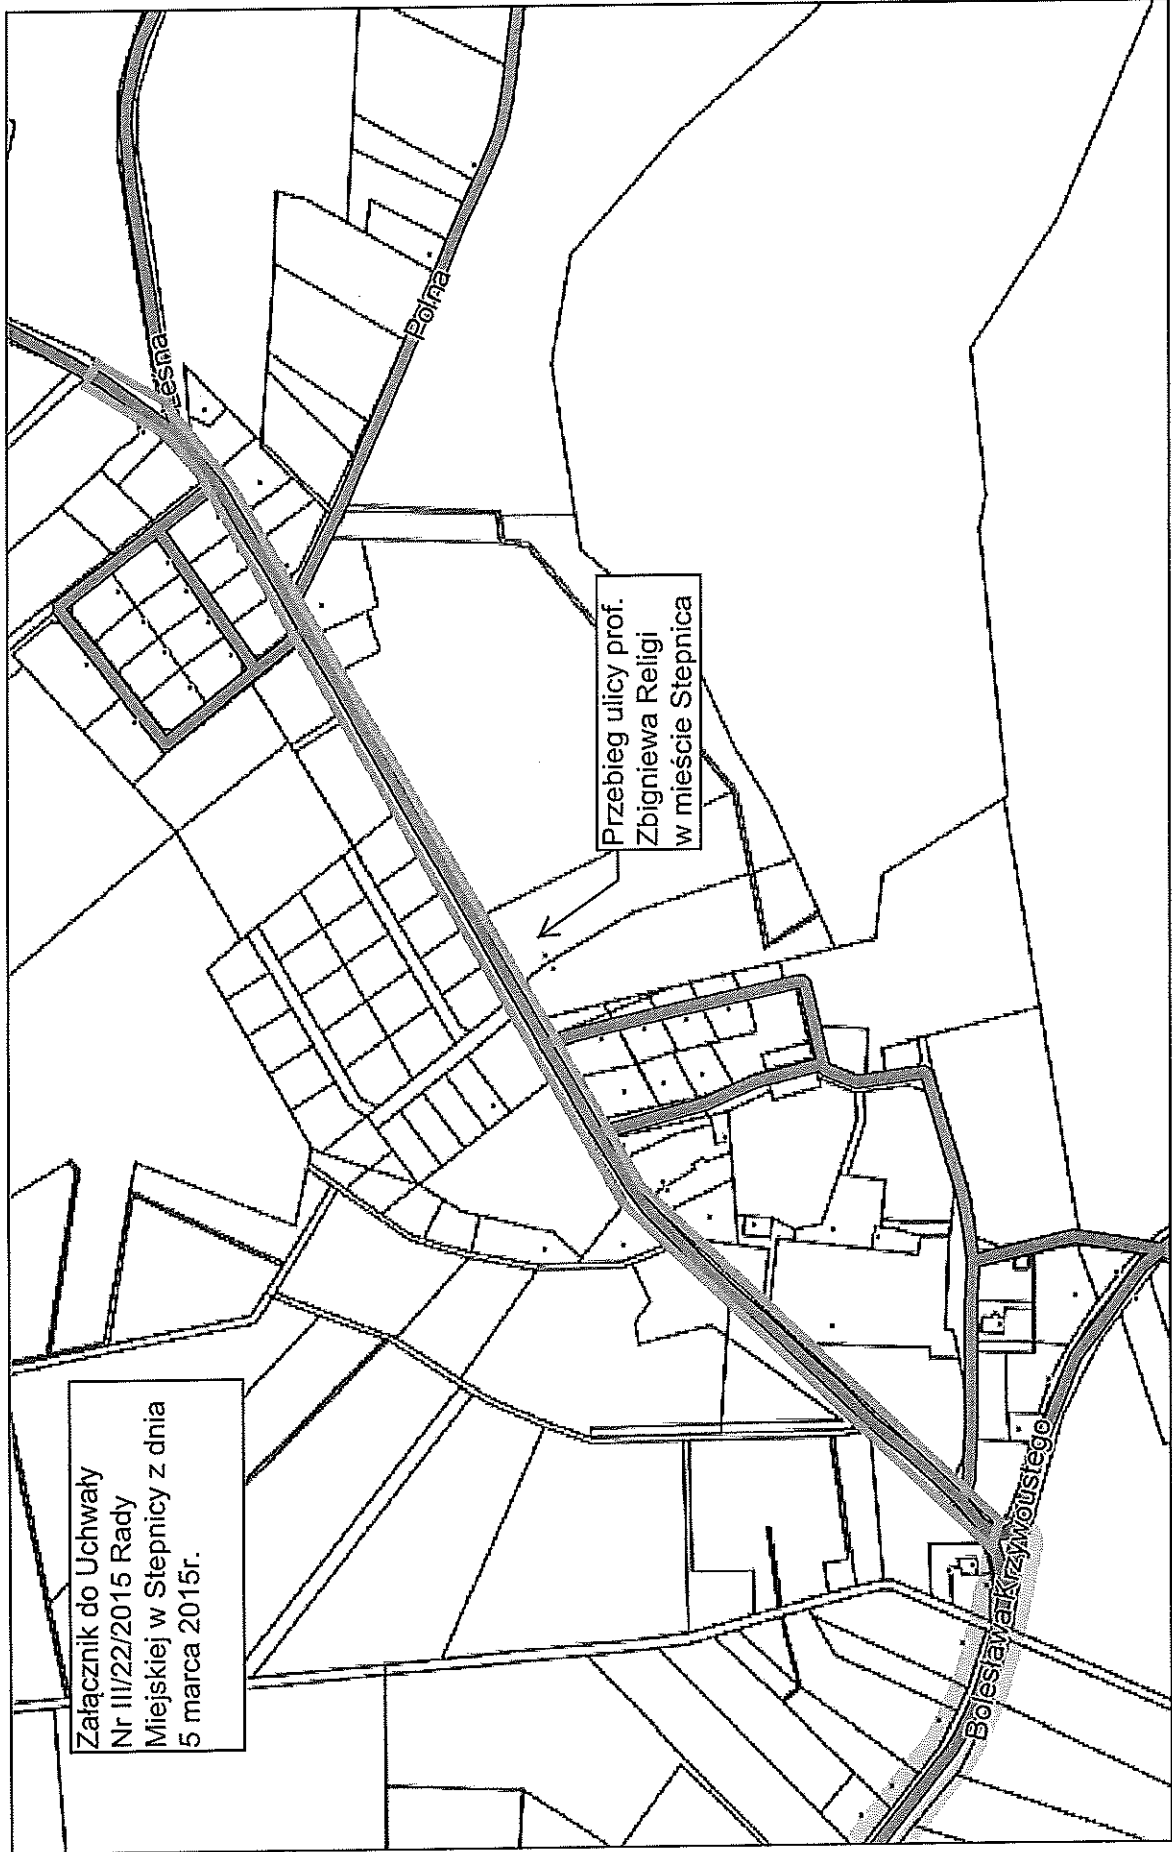 Załącznik do Uchwały
Nr III/22/2015 Rady
Miejskiej w Stepnicy z dnia
5 marca 2015r.
Przebieg ulicy prof.
Zbigniewa Religi
w mieście Stepnica
Leśna
Polna
Bolesława Krzywoustego